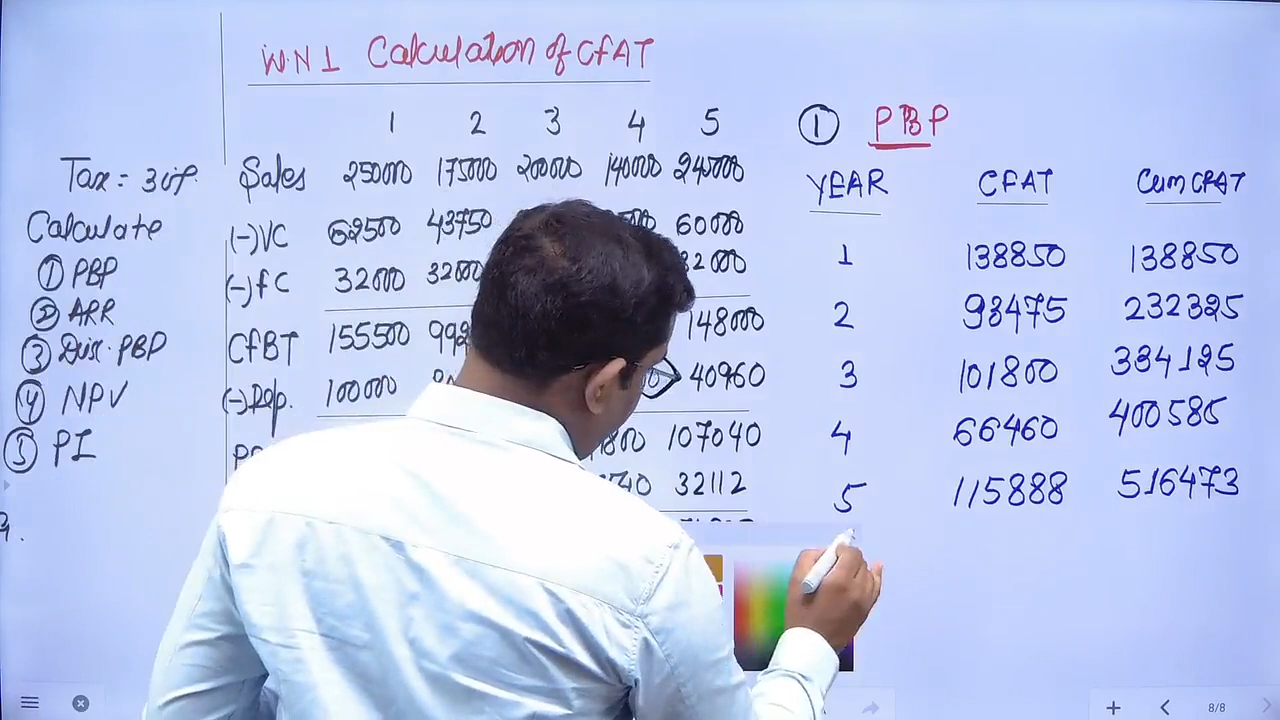 W.N 1 Calculation of CFAT
1 2 3 4 5
Tax = 30%.
Calculate
① PBP
② ARR
③ Disc. PBP
④ NPV
⑤ PI
Sales 250000 175000 200000 140000 240000
(-)VC 62500 43750 60000
(-)FC 32000 32000 32000
CFBT 155500 992 148000
(-)Dep. 100000 40960
107040
32112
① PBP
YEAR CFAT Cum CFAT
1 138850 138850
2 93475 232325
3 101800 334125
4 66460 400585
5 115888 516473
8/8